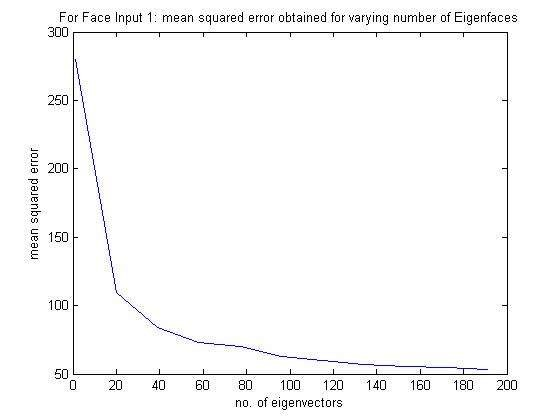 For Face Input 1: mean squared error obtained for varying number of Eigenfaces
300
250
200
150
100
50
mean squared error
0 20 40 60 80 100 120 140 160 180 200
no. of eigenvectors